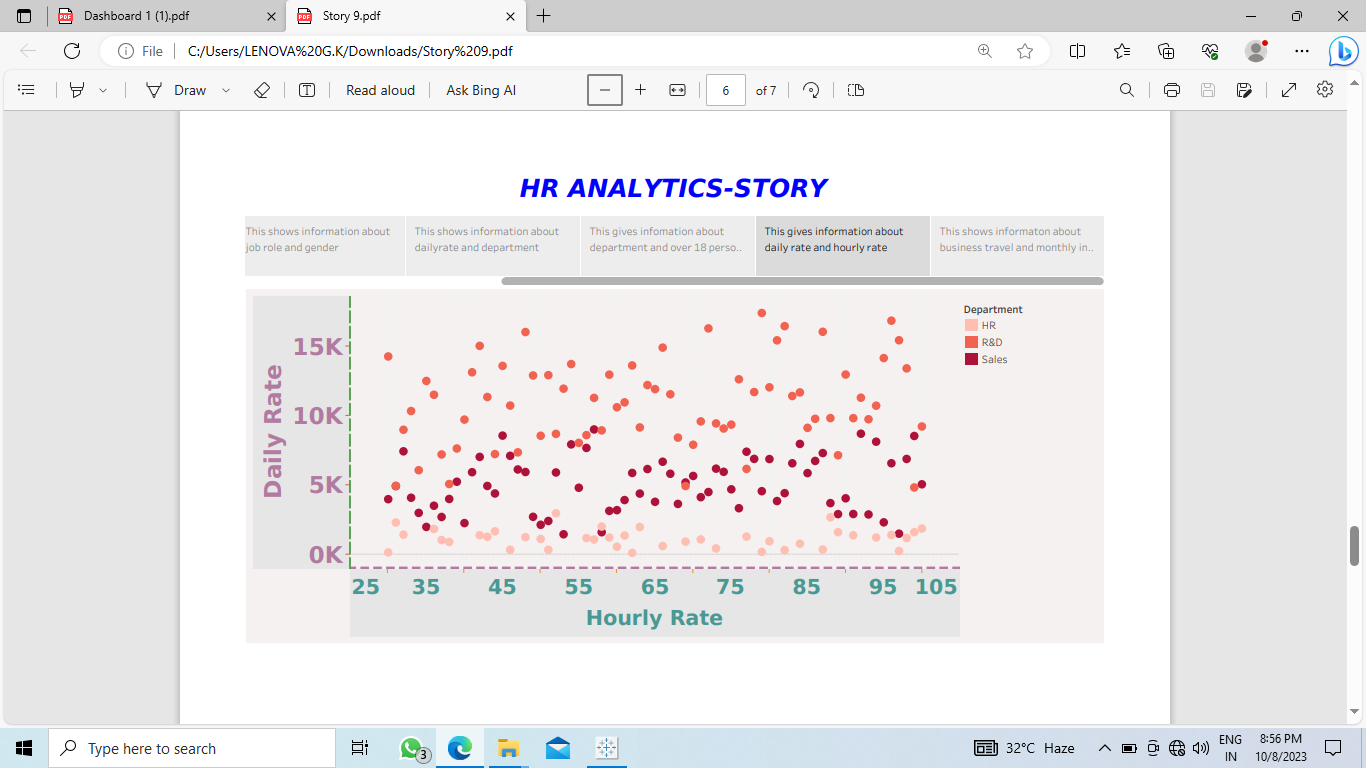 Dashboard 1 (1).pdf
Story 9.pdf
File
C:/Users/LENOVA%20G.K/Downloads/Story%209.pdf
Draw
Read aloud
Ask Bing AI
6
of 7
HR ANALYTICS-STORY
This shows information about
job role and gender
This shows information about
dailyrate and department
This gives infomation about
department and over 18 perso..
This gives information about
daily rate and hourly rate
This shows informaton about
business travel and monthly in..
Daily Rate
15K
10K
5K
0K
25 35 45 55 65 75 85 95 105
Hourly Rate
Department
HR
R&D
Sales
Type here to search
3
32°C Haze
ENG
IN
8:56 PM
10/8/2023